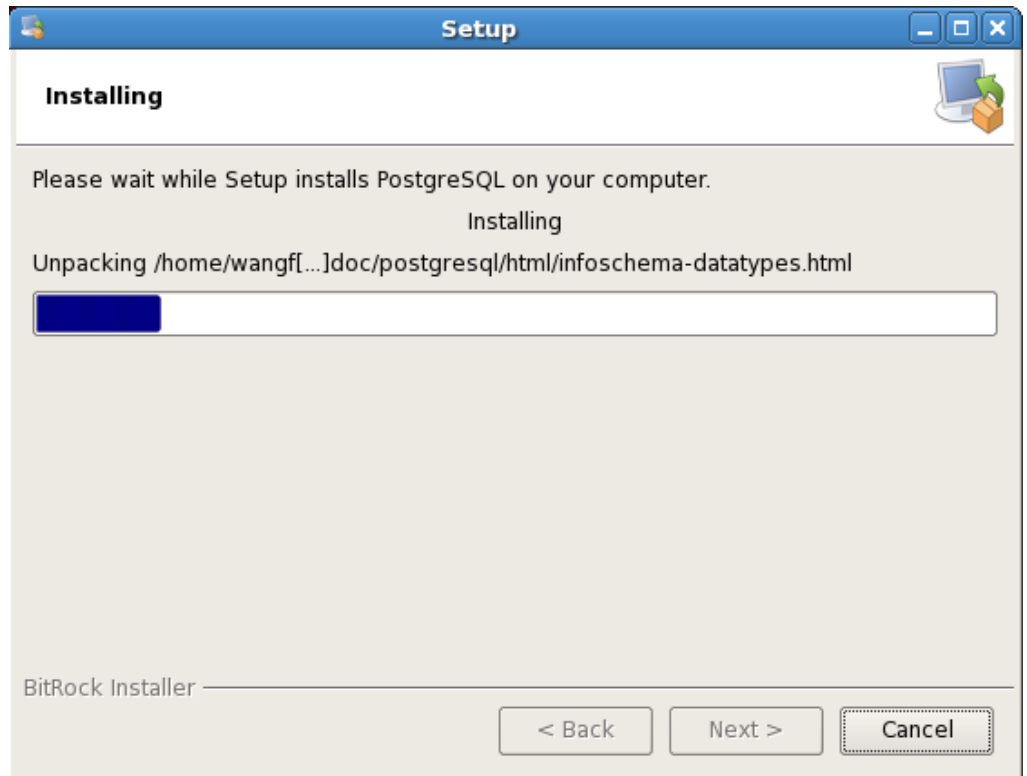 Setup
Installing
Please wait while Setup installs PostgreSQL on your computer.
Installing
Unpacking /home/wangf[...]doc/postgresql/html/infoschema-datatypes.html
BitRock Installer
< Back Next > Cancel